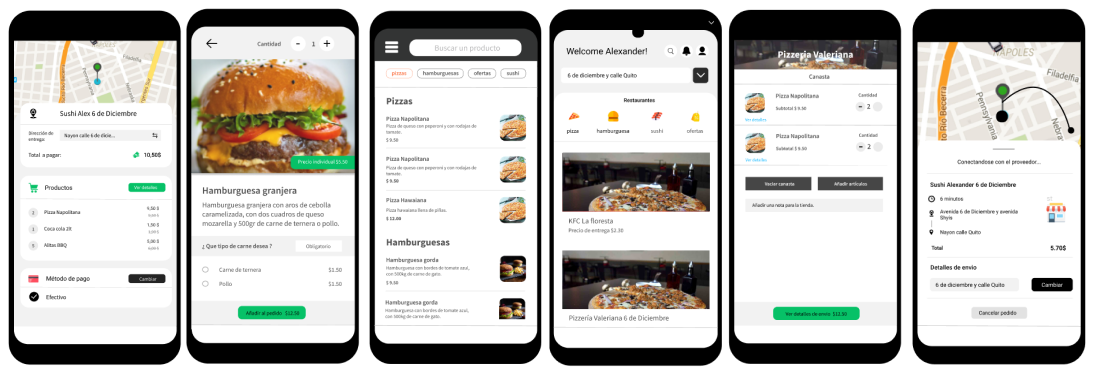 Filadelfia
Pennsylvania
Sushi Alex 6 de Diciembre
Dirección de
entrega:
Nayon calle 6 de dicie...
Total a pagar:
10,50$
Productos
Ver detalles
1
Pizza Napolitana
9,50 $
1
Coca cola 2lt
1,50 $
5
Alitas BBQ
5,00 $
Método de pago
Cambiar
Efectivo
Cantidad
-
1
+
Precio individual $5.50
Hamburguesa granjera
Hamburguesa granjera con aros de cebolla
caramelizada, con dos cuadros de queso
mozarella y 500gr de carne de ternera o pollo.
¿ Que tipo de carne desea ?
Obligatorio
Carne de ternera
$1.50
Pollo
$1.50
Añadir al pedido $12.50
Buscar un producto
pizzas
hamburguesas
ofertas
sushi
Pizzas
Pizza Napolitana
Pizza de queso con peperoni y con rodajas de
tomate.
$ 9.50
Pizza Napolitana
Pizza de queso con peperoni y con rodajas de
tomate.
$ 9.50
Pizza Hawaiana
Pizza hawaiana llena de piñas.
$ 12.00
Hamburguesas
Hamburguesa gorda
Hamburguesa con bordes de tomate azul,
con 300kg de carne de gato.
$ 9.50
Hamburguesa gorda
Hamburguesa con bordes de tomate azul,
con 300kg de carne de gato.
Welcome Alexander!
6 de diciembre y calle Quito
Restaurantes
pizza
hamburguesa
sushi
ofertas
KFC La floresta
Precio de entrega $2.30
Pizzería Valeriana 6 de Diciembre
Pizzeria Valeriana
Canasta
Pizza Napolitana
Cantidad
Subtotal $ 9.50
- 2
Ver detalles
Pizza Napolitana
Cantidad
Subtotal $ 9.50
- 2
Ver detalles
Vaciar canasta
Añadir artículos
Añadir una nota para la tienda.
Ver detalles de envio $12.50
NAPOLES
Filadelfia
Río Becerra
Pennsylvania
Nebra
Conectandose con el proveedor...
Sushi Alexander 6 de Diciembre
6 minutos
Avenida 6 de Diciembre y avenida
Shyis
Nayon calle Quito
Total
5.70$
Detalles de envio
6 de diciembre y calle Quito
Cambiar
Cancelar pedido